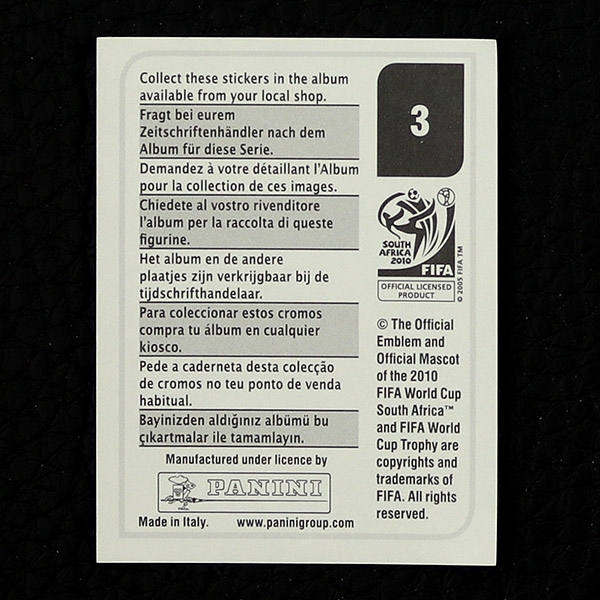 Collect these stickers in the album
available from your local shop.
Fragt bei eurem
Zeitschriftenhändler nach dem
Album für diese Serie.
Demandez à votre détaillant l'Album
pour la collection de ces images.
Chiedete al vostro rivenditore
l'album per la raccolta di queste
figurine.
Het album en de andere
plaatjes zijn verkrijgbaar bij de
tijdschrifthandelaar.
Para coleccionar estos cromos
compra tu álbum en cualquier
kiosco.
Pede a caderneta desta colecção
de cromos no teu ponto de venda
habitual.
Bayinizden aldığınız albümü bu
çıkartmalar ile tamamlayın.
Manufactured under licence by
PANINI
Made in Italy. www.paninigroup.com
3
SOUTH
AFRICA
2010
FIFA
OFFICIAL LICENSED
PRODUCT
© 2005 FIFA TM
© The Official
Emblem and
Official Mascot
of the 2010
FIFA World Cup
South Africa™
and FIFA World
Cup Trophy are
copyrights and
trademarks of
FIFA. All rights
reserved.